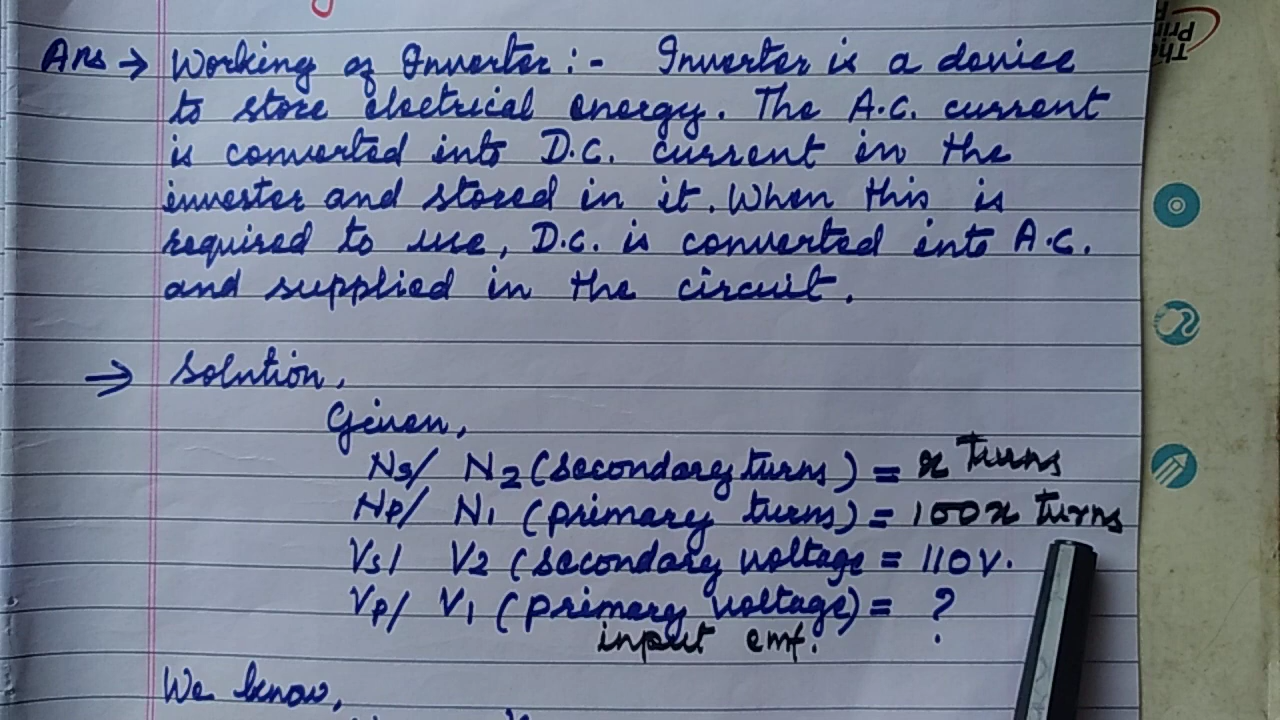 Ans → Working of Inverter :- Inverter is a device
to store electrical energy. The A.C. current
is converted into D.C. current in the
inverter and stored in it. When this is
required to use, D.C. is converted into A.C.
and supplied in the circuit.
⇒ Solution,
Given,
Ns/ N2 (secondary turns) = x Turns
Np/ N1 (primary turns) = 100x Turns
Vs/ V2 (secondary voltage = 110V.
Vp/ V1 (primary voltage) = ?
input emf.
We know,